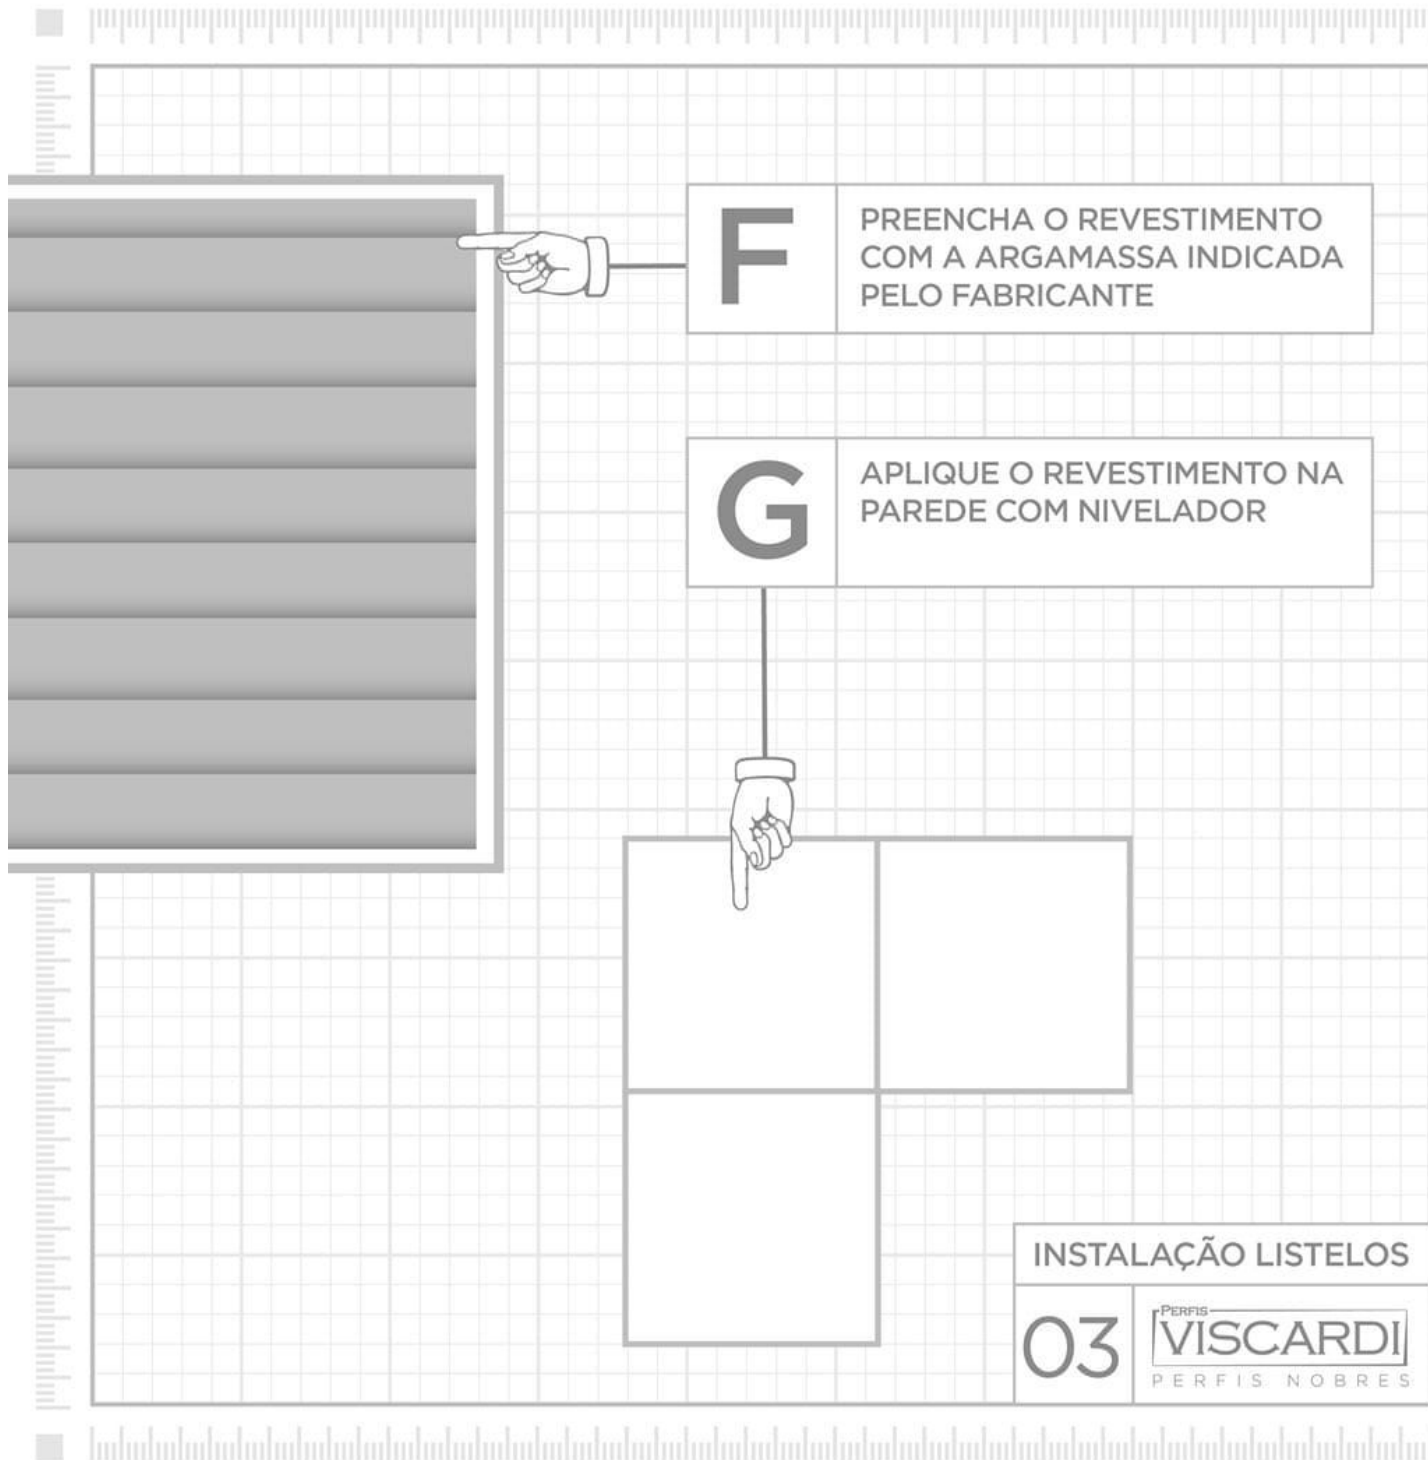 F
PREENCHA O REVESTIMENTO
COM A ARGAMASSA INDICADA
PELO FABRICANTE
G
APLIQUE O REVESTIMENTO NA
PAREDE COM NIVELADOR
INSTALAÇÃO LISTELOS
03
PERFIS
VISCARDI
PERFIS NOBRES